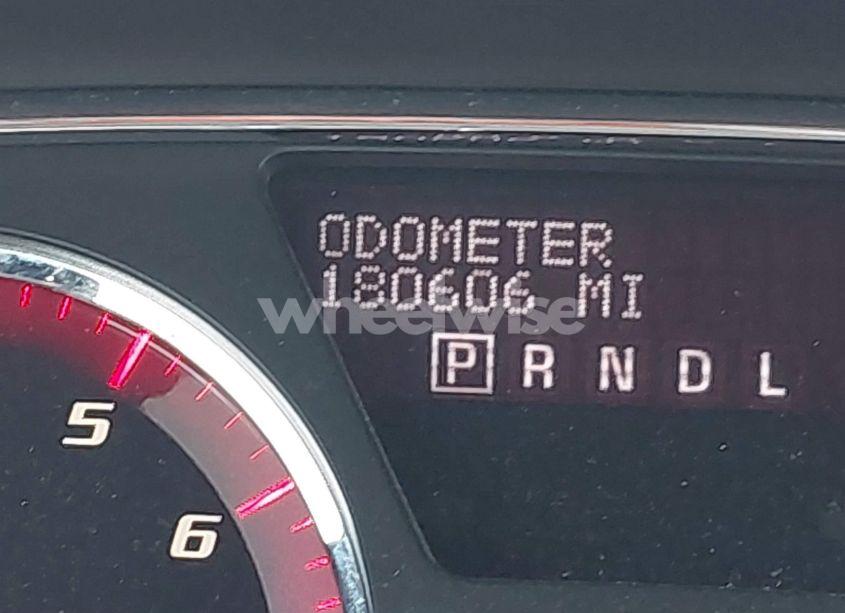 ODOMETER
180606 MI
wheelwise
P R N D L
5
6